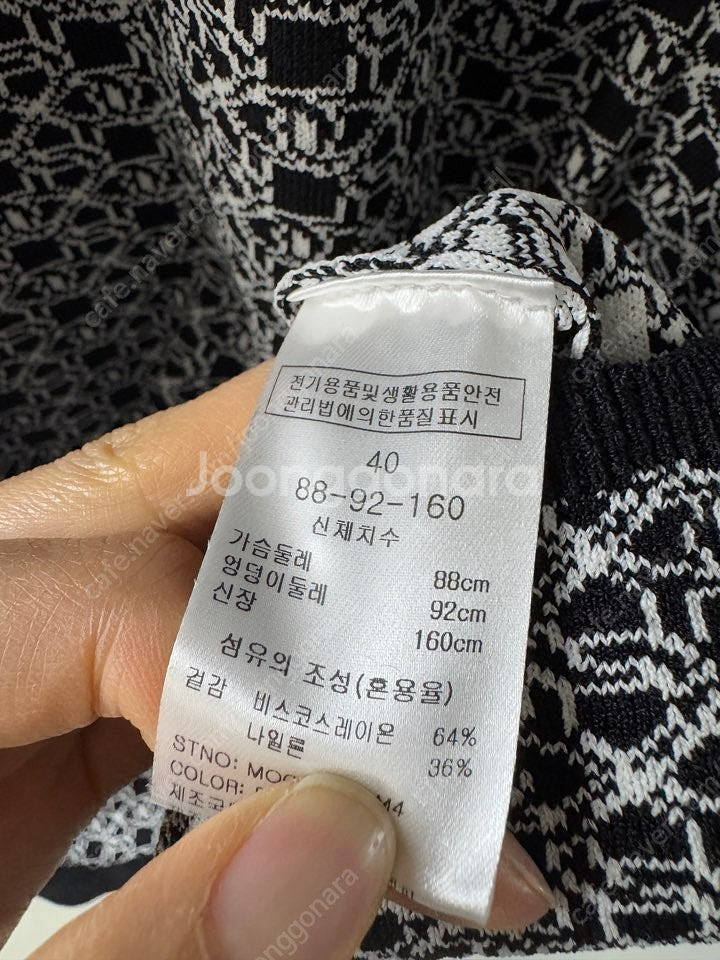 전기용품및생활용품안전
관리법에의한품질표시
40
Joonggonara
88-92-160
신체치수
가슴둘레 88cm
엉덩이둘레 92cm
신장 160cm
섬유의 조성(혼용율)
겉감 비스코스레이온 64%
나일론 36%
STNO:
COLOR: